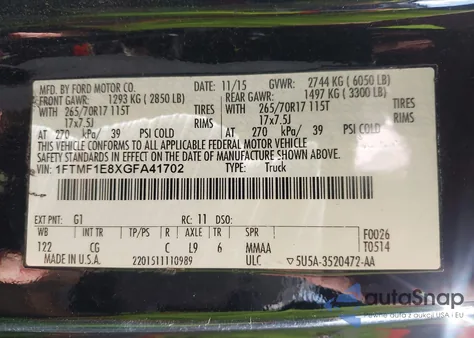 MFD. BY FORD MOTOR CO. 11/15 GVWR: 2744 KG ( 6050 LB)
FRONT GAWR: 1293 KG ( 2850 LB) REAR GAWR: 1497 KG ( 3300 LB)
WITH 265/70R17 115T TIRES WITH 265/70R17 115T TIRES
17x7.5J RIMS 17x7.5J RIMS
AT 270 kPa/ 39 PSI COLD AT 270 kPa/ 39 PSI COLD
THIS VEHICLE CONFORMS TO ALL APPLICABLE FEDERAL MOTOR VEHICLE
SAFETY STANDARDS IN EFFECT ON THE DATE OF MANUFACTURE SHOWN ABOVE.
VIN: 1FTMF1E8XGFA41702 TYPE: Truck
EXT PNT: G1 RC: 11 DSO:
WB INT TR TP/PS R AXLE TR SPR F0026
122 CG C L9 6 MMAA T0514
MADE IN U.S.A. 2201511110989 ULC 5U5A-3520472-AA
autoSnap